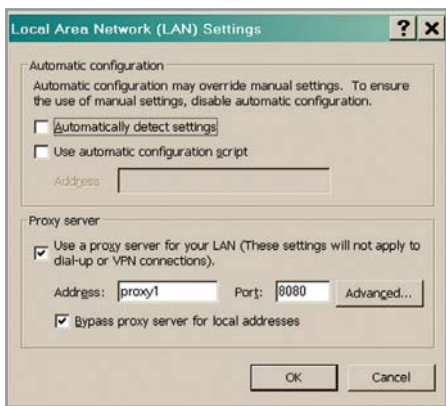 Local Area Network (LAN) Settings
Automatic configuration
Automatic configuration may override manual settings. To ensure
the use of manual settings, disable automatic configuration.
Automatically detect settings
Use automatic configuration script
Address
Proxy server
Use a proxy server for your LAN (These settings will not apply to
dial-up or VPN connections).
Address: proxy1 Port: 8080 Advanced...
Bypass proxy server for local addresses
OK Cancel